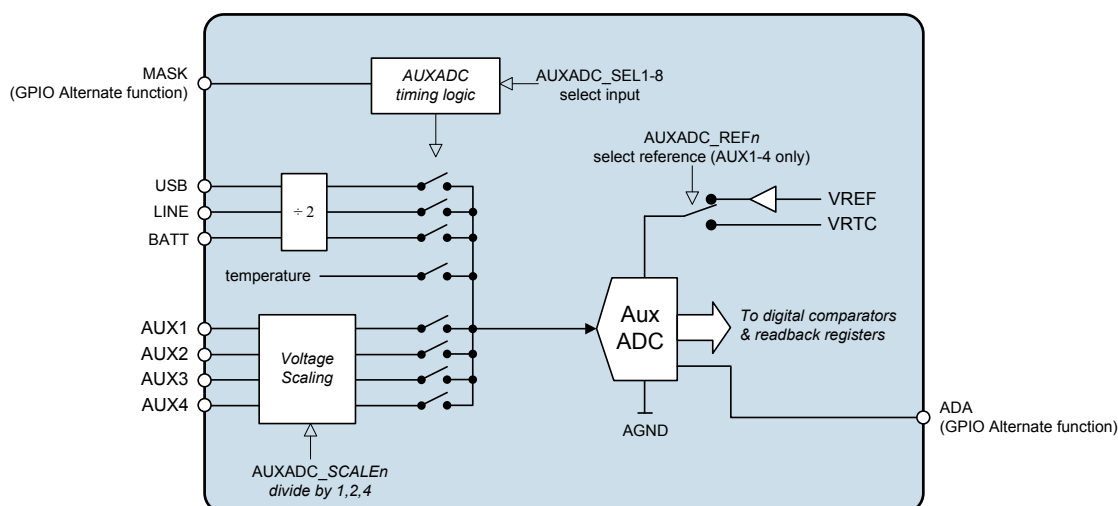 MASK
(GPIO Alternate function)
AUXADC
timing logic
AUXADC_SEL1-8
select input
AUXADC_REFn
select reference (AUX1-4 only)
USB
LINE
BATT
÷ 2
VREF
VRTC
temperature
AUX1
AUX2
AUX3
AUX4
Voltage
Scaling
Aux
ADC
To digital comparators
& readback registers
AGND
ADA
(GPIO Alternate function)
AUXADC_SCALEn
divide by 1,2,4